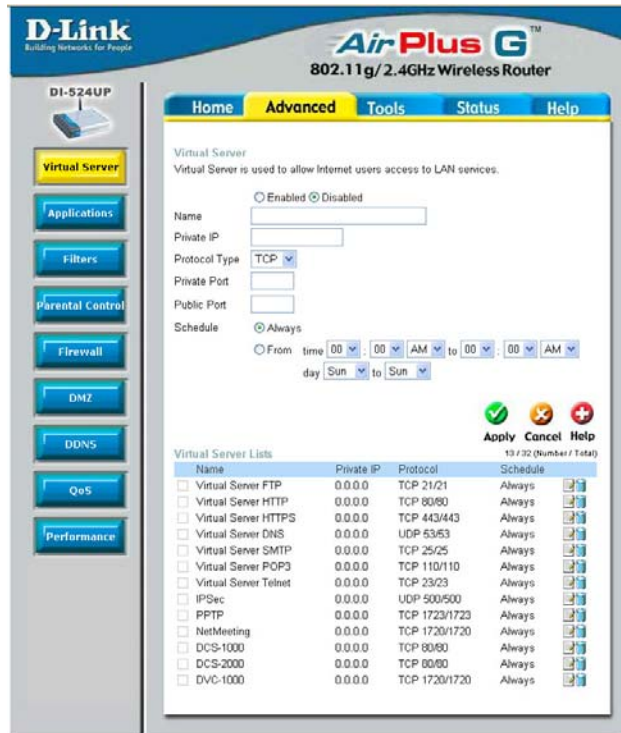 D-Link
Building Networks for People
AirPlus G™
802.11g/2.4GHz Wireless Router
DI-524UP
Home Advanced Tools Status Help
Virtual Server
Applications
Filters
Parental Control
Firewall
DMZ
DDNS
QoS
Performance
Virtual Server
Virtual Server is used to allow Internet users access to LAN services.
Enabled Disabled
Name
Private IP
Protocol Type TCP
Private Port
Public Port
Schedule Always
From time 00 : 00 AM to 00 : 00 AM
day Sun to Sun
Apply Cancel Help
Virtual Server Lists 13 / 32 (Number / Total)
Name Private IP Protocol Schedule
Virtual Server FTP 0.0.0.0 TCP 21/21 Always
Virtual Server HTTP 0.0.0.0 TCP 80/80 Always
Virtual Server HTTPS 0.0.0.0 TCP 443/443 Always
Virtual Server DNS 0.0.0.0 UDP 53/53 Always
Virtual Server SMTP 0.0.0.0 TCP 25/25 Always
Virtual Server POP3 0.0.0.0 TCP 110/110 Always
Virtual Server Telnet 0.0.0.0 TCP 23/23 Always
IPSec 0.0.0.0 UDP 500/500 Always
PPTP 0.0.0.0 TCP 1723/1723 Always
NetMeeting 0.0.0.0 TCP 1720/1720 Always
DCS-1000 0.0.0.0 TCP 80/80 Always
DCS-2000 0.0.0.0 TCP 80/80 Always
DVC-1000 0.0.0.0 TCP 1720/1720 Always